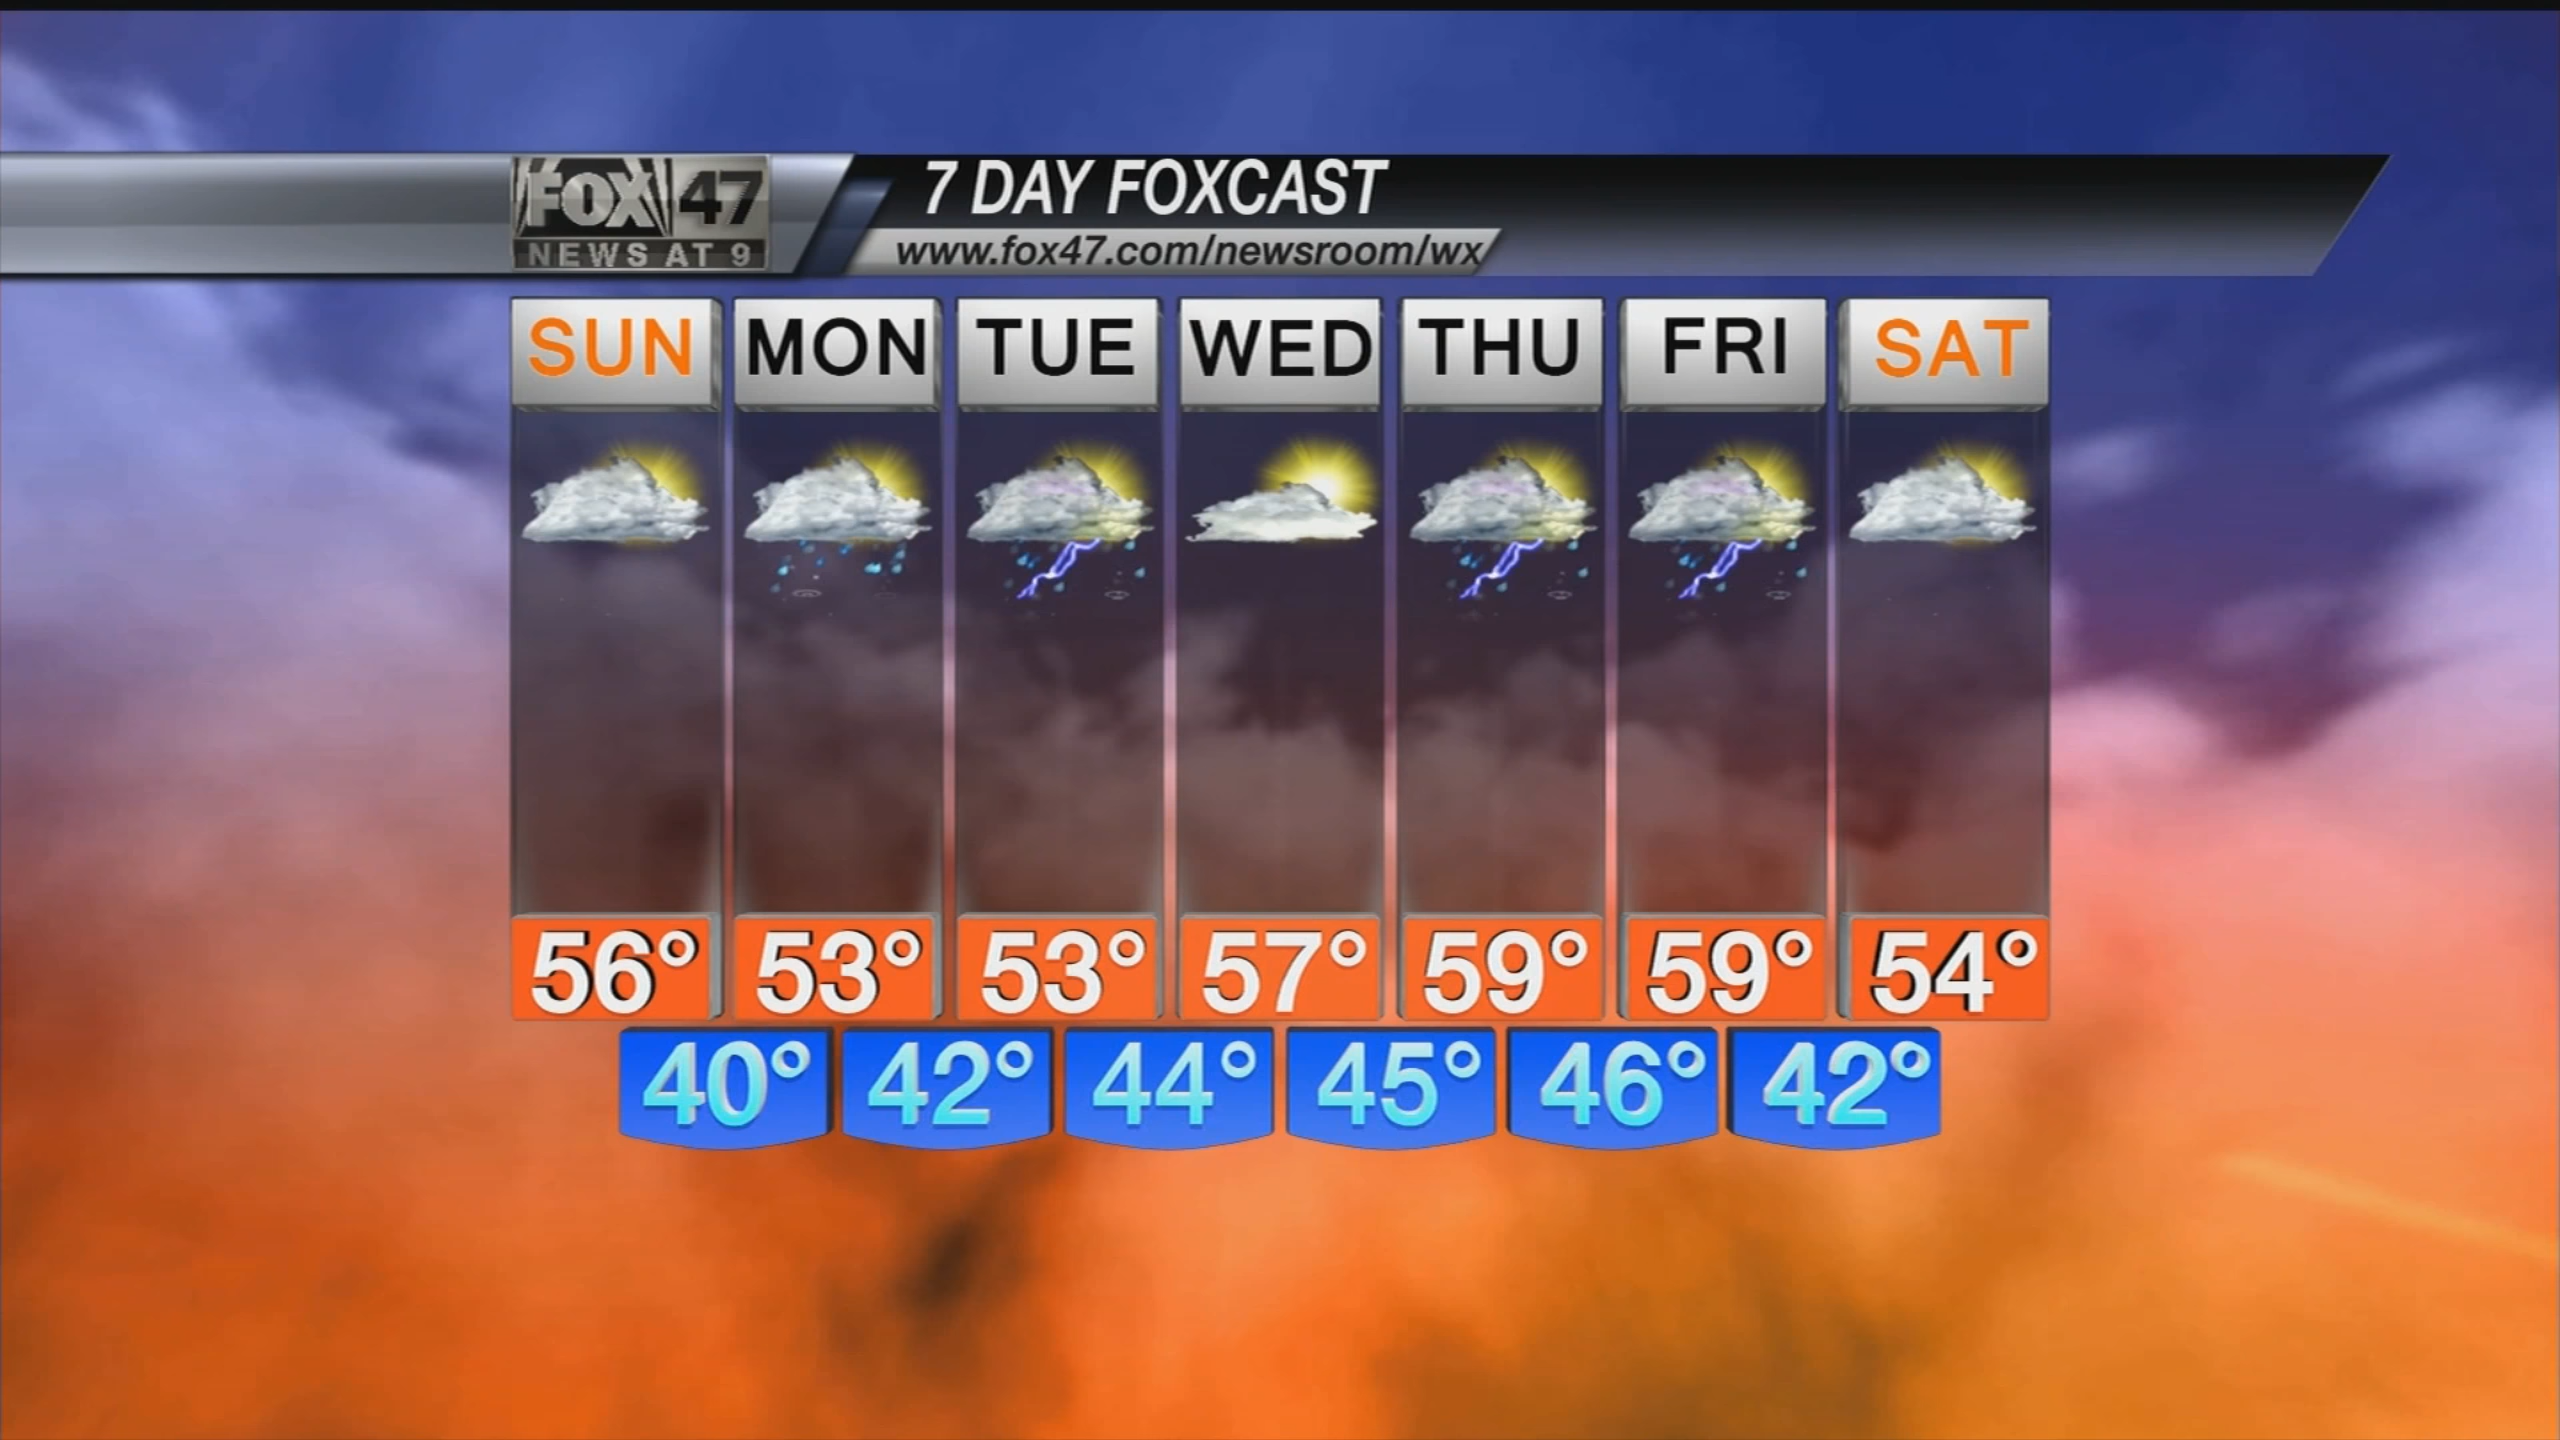 FOX 47
NEWS AT 9
7 DAY FOXCAST
www.fox47.com/newsroom/wx
SUN MON TUE WED THU FRI SAT
56° 53° 53° 57° 59° 59° 54°
40° 42° 44° 45° 46° 42°